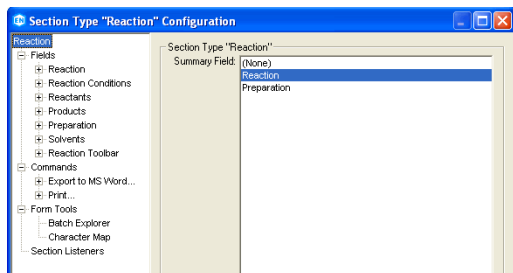 Section Type "Reaction" Configuration
Reaction
Fields
Reaction
Reaction Conditions
Reactants
Products
Preparation
Solvents
Reaction Toolbar
Commands
Export to MS Word...
Print...
Form Tools
Batch Explorer
Character Map
Section Listeners
Section Type "Reaction"
Summary Field:
(None)
Reaction
Preparation